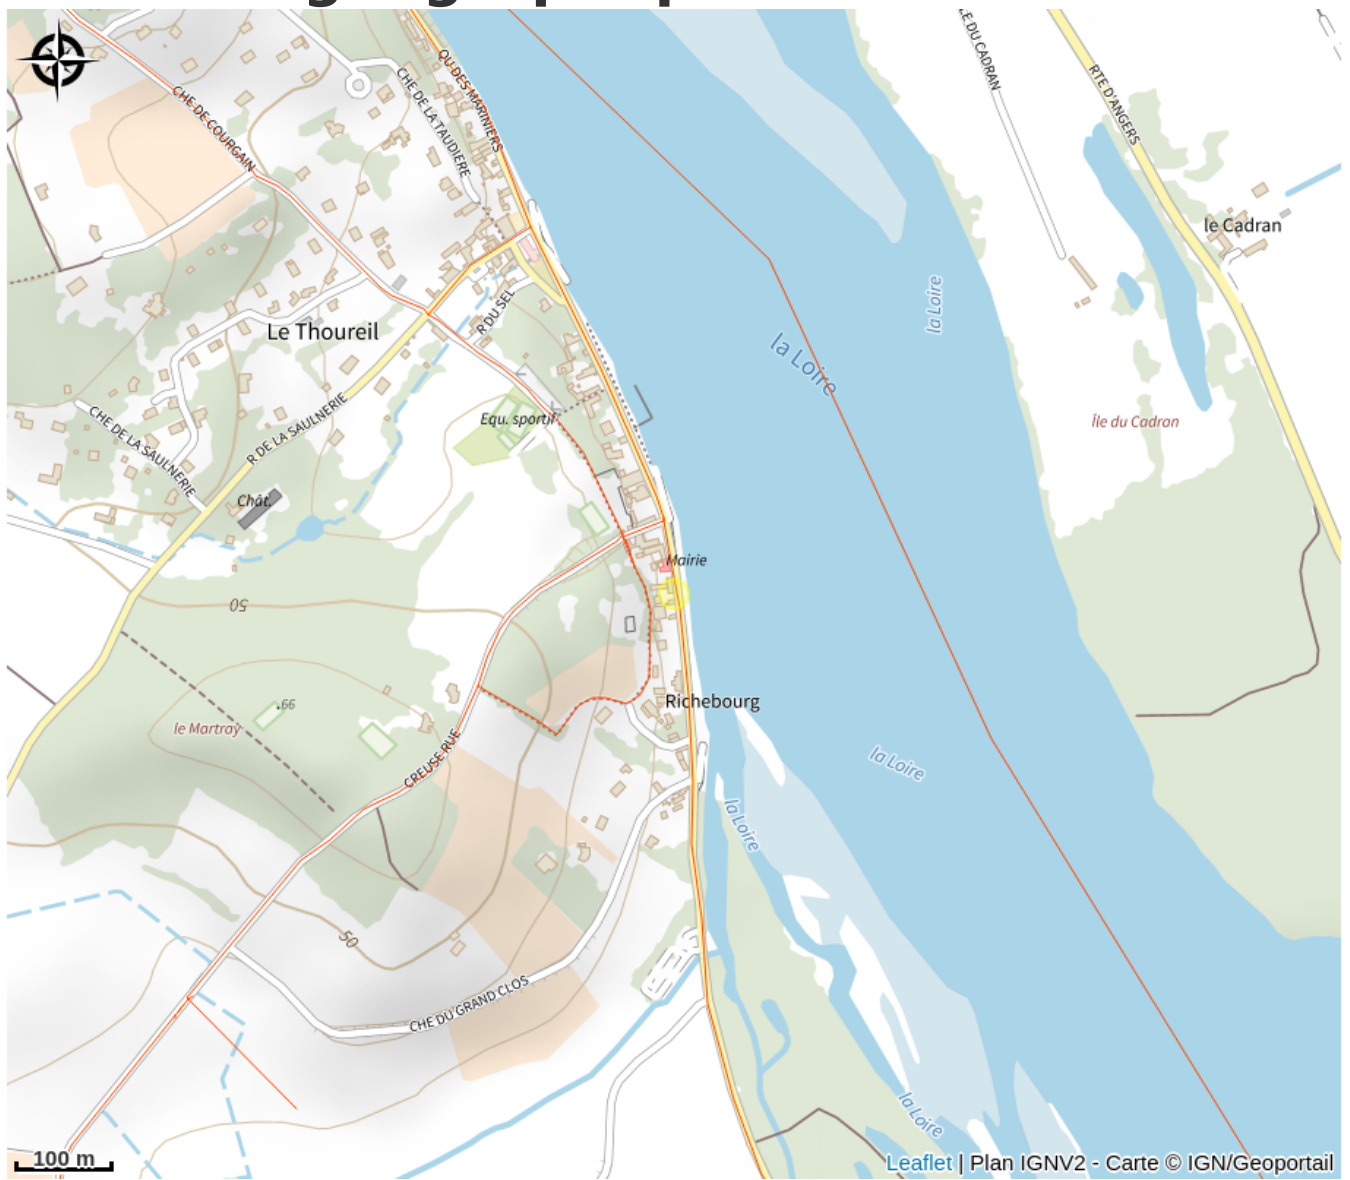 QU DES MARINIERS
CHE DE LA TAUDIERE
CHE DE COURGAIN
EE DU CADRAN
RTE D'ANGERS
le Cadran
la Loire
R DU SEL
Le Thoureil
la Loire
Equ. sportif
Île du Cadran
CHE DE LA SAULNERIE
R DE LA SAULNERIE
Chât.
Mairie
50
Richebourg
66
le Martray
CREUSE RUE
la Loire
la Loire
50
CHE DU GRAND CLOS
la Loire
100 m
Leaflet | Plan IGNV2 - Carte © IGN/Geoportail